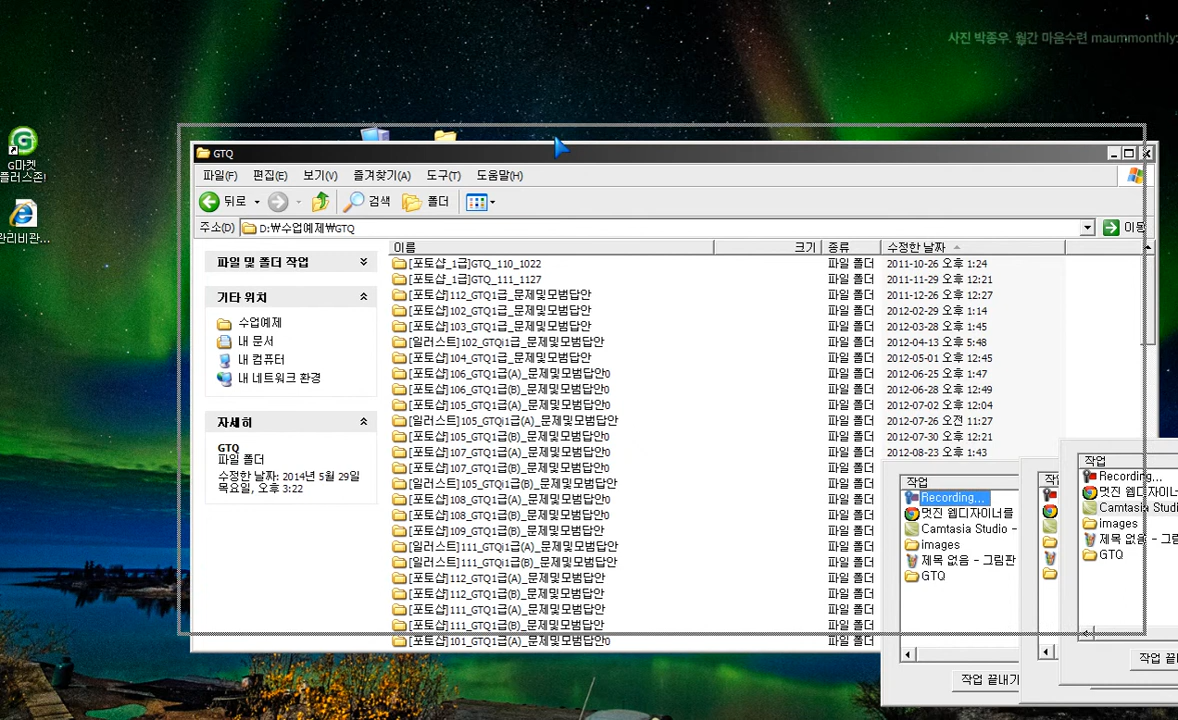 사진 박종우. 월간 마음수련 maummonthly.
G마켓
플러스존!
관리비관...
GTQ
파일(F) 편집(E) 보기(V) 즐겨찾기(A) 도구(T) 도움말(H)
뒤로 검색 폴더
주소(D) D:₩수업예제₩GTQ 이동
이름 크기 종류 수정한 날짜
파일 및 폴더 작업
기타 위치
수업예제
내 문서
내 컴퓨터
내 네트워크 환경
자세히
GTQ
파일 폴더
수정한 날짜: 2014년 5월 29일
목요일, 오후 3:22
[포토샵_1급]GTQ_110_1022 파일 폴더 2011-10-26 오후 1:24
[포토샵_1급]GTQ_111_1127 파일 폴더 2011-11-29 오후 12:21
[포토샵]112_GTQ1급_문제및모범답안 파일 폴더 2011-12-26 오후 12:27
[포토샵]102_GTQ1급_문제및모범답안 파일 폴더 2012-02-29 오후 1:14
[포토샵]103_GTQ1급_문제및모범답안 파일 폴더 2012-03-28 오후 1:45
[일러스트]102_GTQi1급_문제및모범답안 파일 폴더 2012-04-13 오후 5:48
[포토샵]104_GTQ1급_문제및모범답안 파일 폴더 2012-05-01 오후 12:45
[포토샵]106_GTQ1급(A)_문제및모범답안0 파일 폴더 2012-06-25 오후 1:47
[포토샵]106_GTQ1급(B)_문제및모범답안0 파일 폴더 2012-06-28 오후 12:49
[포토샵]105_GTQ1급(A)_문제및모범답안0 파일 폴더 2012-07-02 오후 12:04
[일러스트]105_GTQi1급(A)_문제및모범답안 파일 폴더 2012-07-26 오전 11:27
[포토샵]105_GTQ1급(B)_문제및모범답안0 파일 폴더 2012-07-30 오후 12:21
[포토샵]107_GTQ1급(A)_문제및모범답안0 파일 폴더 2012-08-23 오후 1:43
[포토샵]107_GTQ1급(B)_문제및모범답안0 파일 폴더
[일러스트]105_GTQi1급(B)_문제및모범답안 파일 폴더
[포토샵]108_GTQ1급(A)_문제및모범답안0 파일 폴더
[포토샵]108_GTQ1급(B)_문제및모범답안0 파일 폴더
[포토샵]109_GTQ1급(B)_문제및모범답안 파일 폴더
[일러스트]111_GTQi1급(A)_문제및모범답안 파일 폴더
[일러스트]111_GTQi1급(B)_문제및모범답안 파일 폴더
[포토샵]112_GTQ1급(A)_문제및모범답안 파일 폴더
[포토샵]112_GTQ1급(B)_문제및모범답안 파일 폴더
[포토샵]111_GTQ1급(A)_문제및모범답안 파일 폴더
[포토샵]111_GTQ1급(B)_문제및모범답안 파일 폴더
[포토샵]101_GTQ1급(A)_문제및모범답안0 파일 폴더
작업
Recording...
멋진 웹디자이너를
Camtasia Studio -
images
제목 없음 - 그림판
GTQ
작업 끝내기
작업
Recording...
멋진 웹디자이너
Camtasia Studi
images
제목 없음 - 그림
GTQ
작업 끝